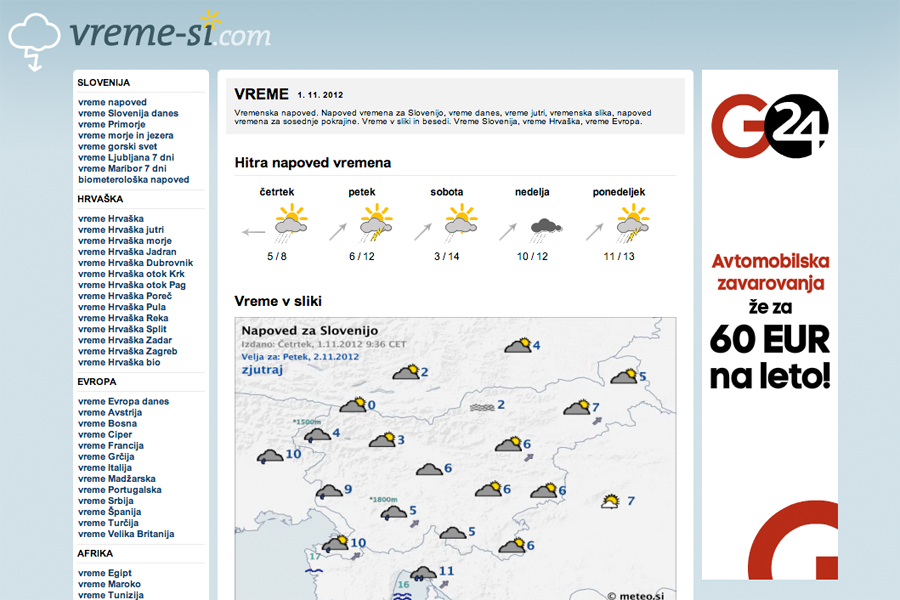 vreme-si.com
SLOVENIJA
vreme napoved
vreme Slovenija danes
vreme Primorje
vreme morje in jezera
vreme gorski svet
vreme Ljubljana 7 dni
vreme Maribor 7 dni
biometerološka napoved
HRVAŠKA
vreme Hrvaška
vreme Hrvaška jutri
vreme Hrvaška morje
vreme Hrvaška Jadran
vreme Hrvaška Dubrovnik
vreme Hrvaška otok Krk
vreme Hrvaška otok Pag
vreme Hrvaška Poreč
vreme Hrvaška Pula
vreme Hrvaška Reka
vreme Hrvaška Split
vreme Hrvaška Zadar
vreme Hrvaška Zagreb
vreme Hrvaška bio
EVROPA
vreme Evropa danes
vreme Avstrija
vreme Bosna
vreme Ciper
vreme Francija
vreme Grčija
vreme Italija
vreme Madžarska
vreme Portugalska
vreme Srbija
vreme Španija
vreme Turčija
vreme Velika Britanija
AFRIKA
vreme Egipt
vreme Maroko
vreme Tunizija
VREME 1. 11. 2012
Vremenska napoved. Napoved vremena za Slovenijo, vreme danes, vreme jutri, vremenska slika, napoved
vremena za sosednje pokrajine. Vreme v sliki in besedi. Vreme Slovenija, vreme Hrvaška, vreme Evropa.
Hitra napoved vremena
četrtek petek sobota nedelja ponedeljek
5 / 8 6 / 12 3 / 14 10 / 12 11 / 13
Vreme v sliki
Napoved za Slovenijo
Izdano: Četrtek, 1.11.2012 9:36 CET
Velja za: Petek, 2.11.2012
zjutraj
4
2
5
0
2
7
*1500m
4
3
6
10
6
9
6
6
7
*1800m
5
5
10
6
17
11
16
© meteo.si
G24
Avtomobilska
zavarovanja
že za
60 EUR
na leto!